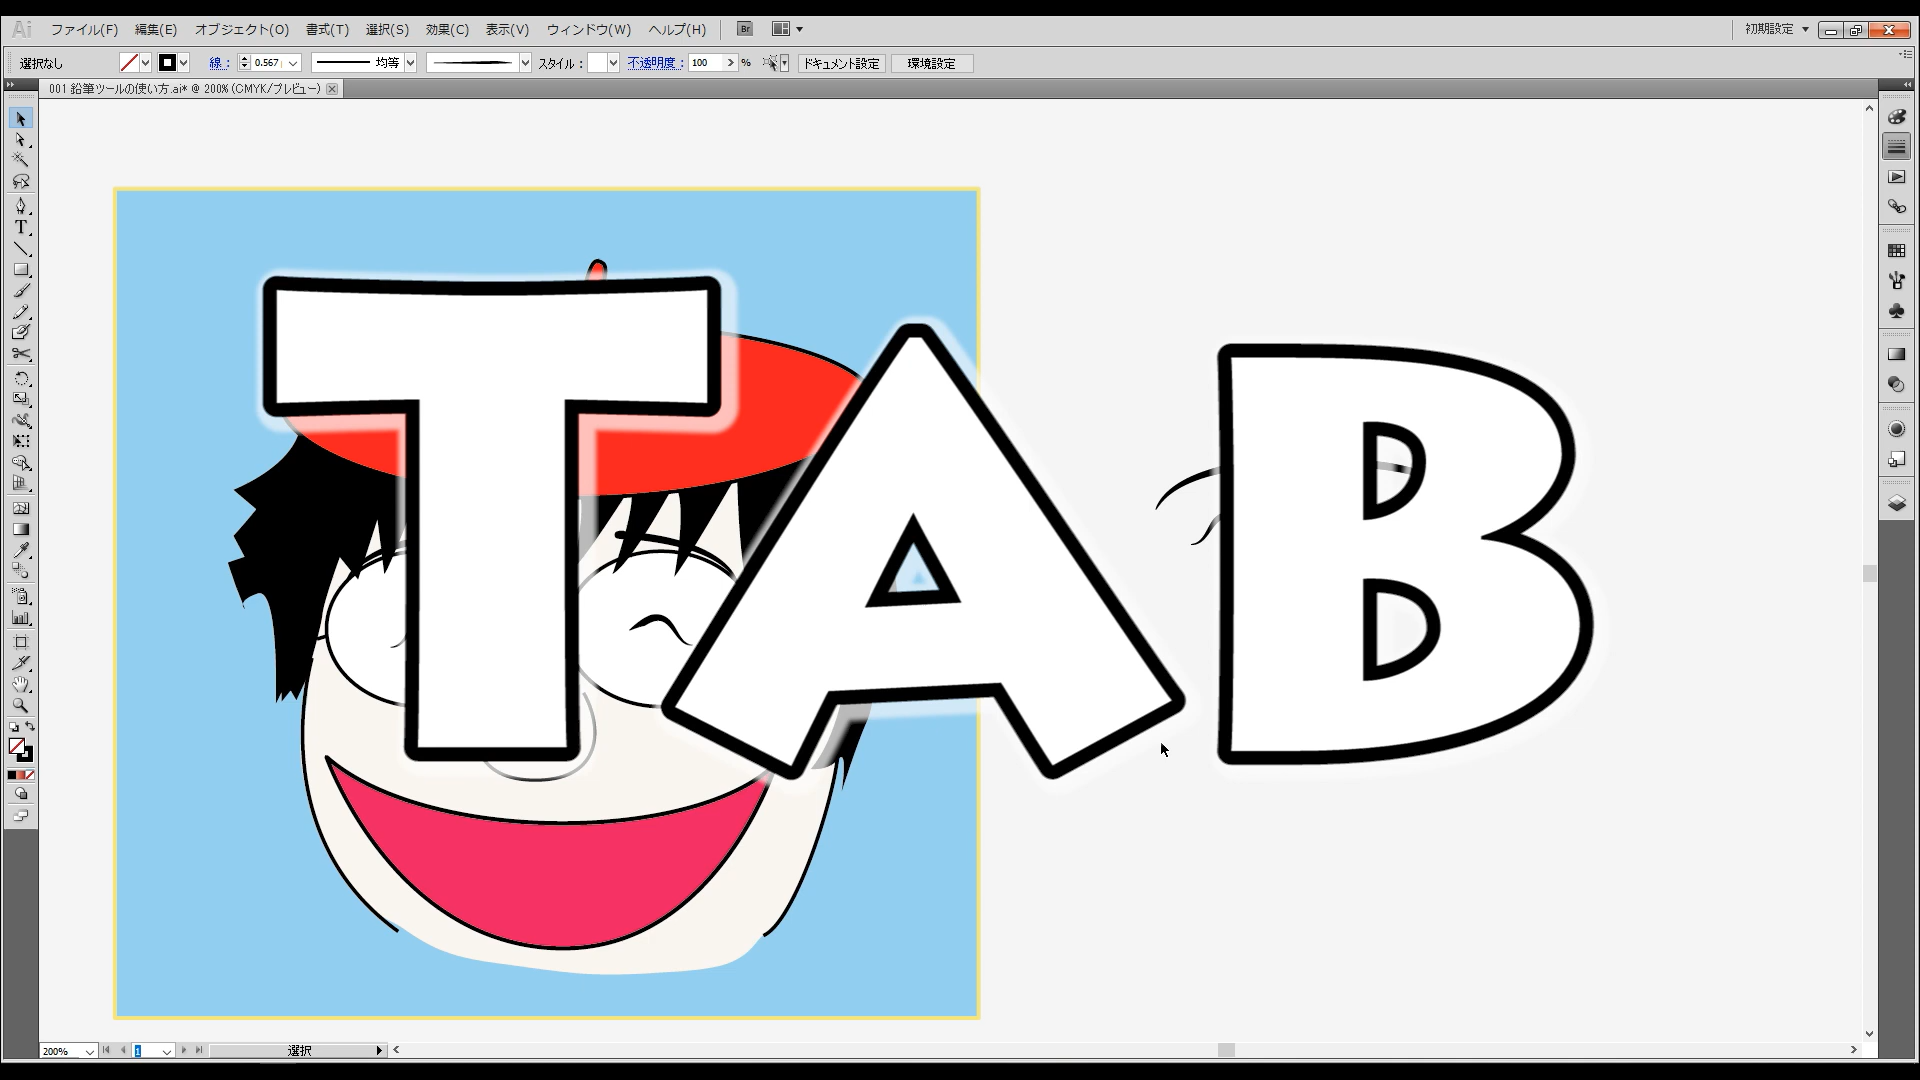 Ai ファイル(F) 編集(E) オブジェクト(O) 書式(T) 選択(S) 効果(C) 表示(V) ウィンドウ(W) ヘルプ(H) Br 初期設定
選択なし 線: 0.567 均等 スタイル: 不透明度: 100 % ドキュメント設定 環境設定
001 鉛筆ツールの使い方.ai* @ 200% (CMYK/プレビュー)
TAB
200% 1 選択